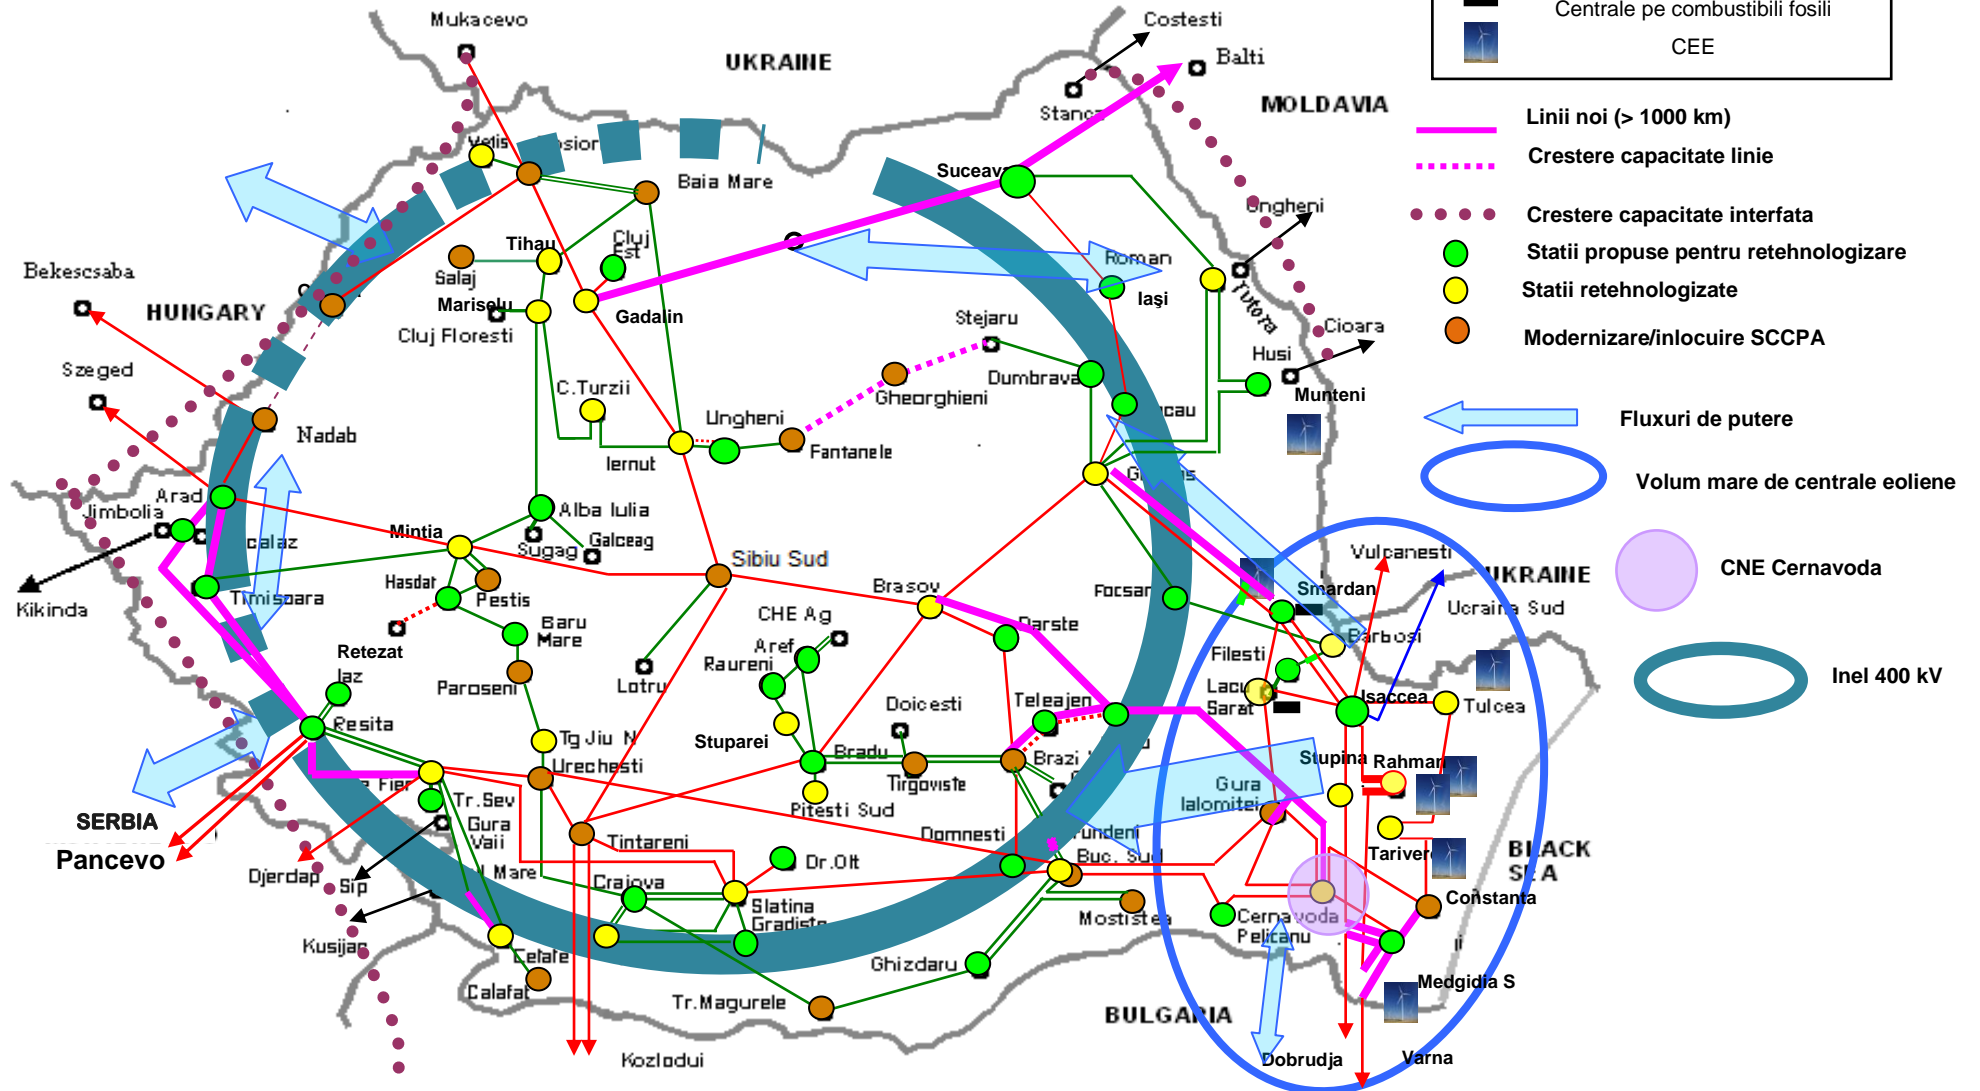 Mukacevo
Costesti
Centrale pe combustibili fosili
CEE
UKRAINE
Balti
MOLDAVIA
Stanca
Linii noi (> 1000 km)
Crestere capacitate linie
Baia Mare
Suceava
Ungheni
Crestere capacitate interfata
Statii propuse pentru retehnologizare
Statii retehnologizate
Modernizare/inlocuire SCCPA
Tihau
Cluj
Est
Salaj
Roman
Iaşi
Bekescsaba
HUNGARY
Mariselu
Cluj Floresti
Gadalin
Stejaru
Tutora
Cioara
Husi
Munteni
Szeged
Dumbrava
Gheorghieni
C.Turzii
Ungheni
Fantanele
Iernut
Nadab
Fluxuri de putere
Volum mare de centrale eoliene
Arad
Jimbolia
calaz
Mintia
Alba Iulia
Sugag
Galceag
Sibiu Sud
Brasov
Focsan
Vulcanesti
UKRAINE
Ucraina Sud
CNE Cernavoda
Kikinda
Timisoara
Hasdat
Pestis
Baru
Mare
Retezat
CHE Ag
Aref
Raureni
Darste
Smardan
Barbosi
Filesti
Lacu
Sarat
Isaccea
Tulcea
Inel 400 kV
Iaz
Resita
Paroseni
Lotru
Tg Jiu N
Urechesti
Stuparei
Doicesti
Teleajen
Bradu
Brazi
Tirgoviste
Pitesti Sud
Stupina
Rahman
Gura
Ialomitei
SERBIA
Pancevo
Tr.Sev
Gura
Vaii
Djerdap
Sip
Kusijan
Tintareni
Dr.Olt
Craiova
Slatina
Gradiste
Domnesti
Buc. Sud
Mostistea
Cernavoda
Pelicanu
Tariverde
BLACK
SEA
Constanta
Medgidia S
Cetate
Calafat
Ghizdaru
Tr.Magurele
BULGARIA
Kozlodui
Dobrudja
Varna